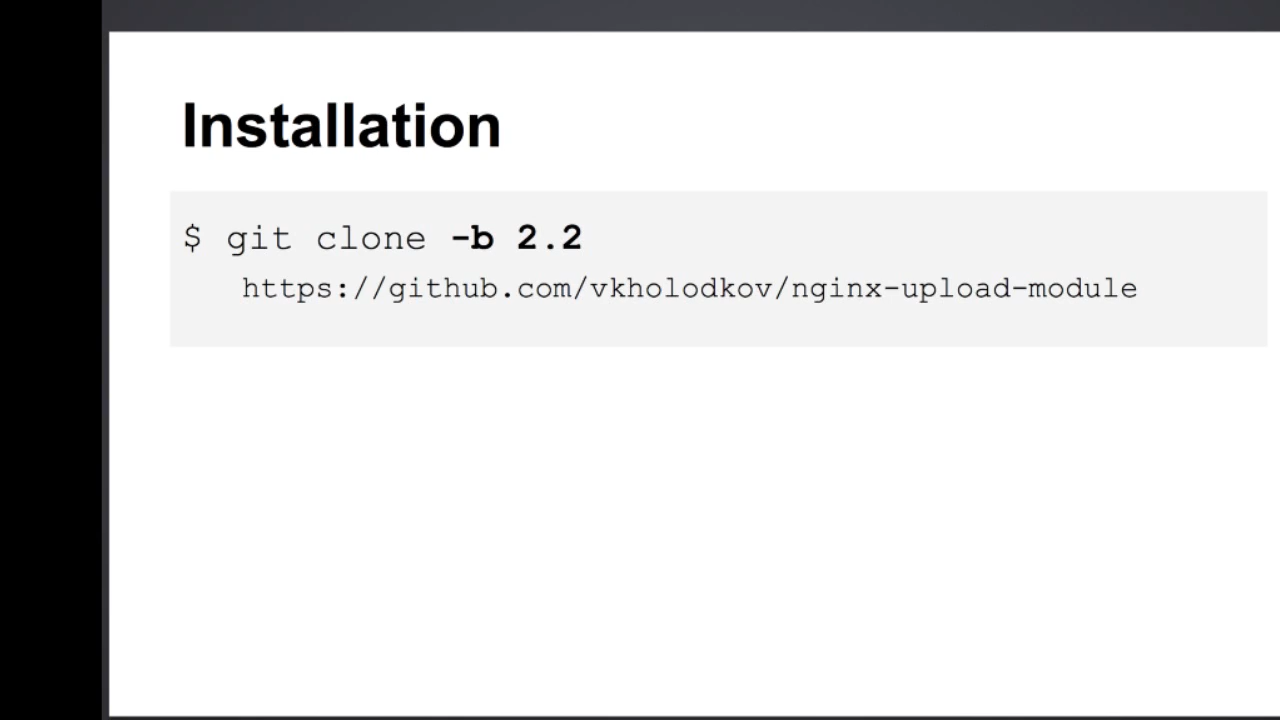 Installation
$ git clone -b 2.2
https://github.com/vkholodkov/nginx-upload-module